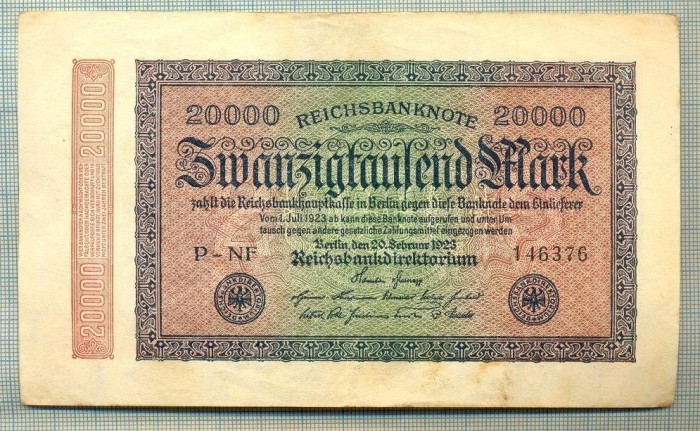 20000 REICHSBANKNOTE 20000
Zwanzigtausend Mark
zahlt die Reichsbankhauptkasse in Berlin gegen diese Banknote dem Einlieferer
Vom 1. Juli 1923 ab kann diese Banknote aufgerufen und unter Um
tausch gegen andere gesetzliche Zahlungsmittel eingezogen werden
Berlin, den 20. Februar 1923
P-NF Reichsbankdirektorium 146376
20000
20000